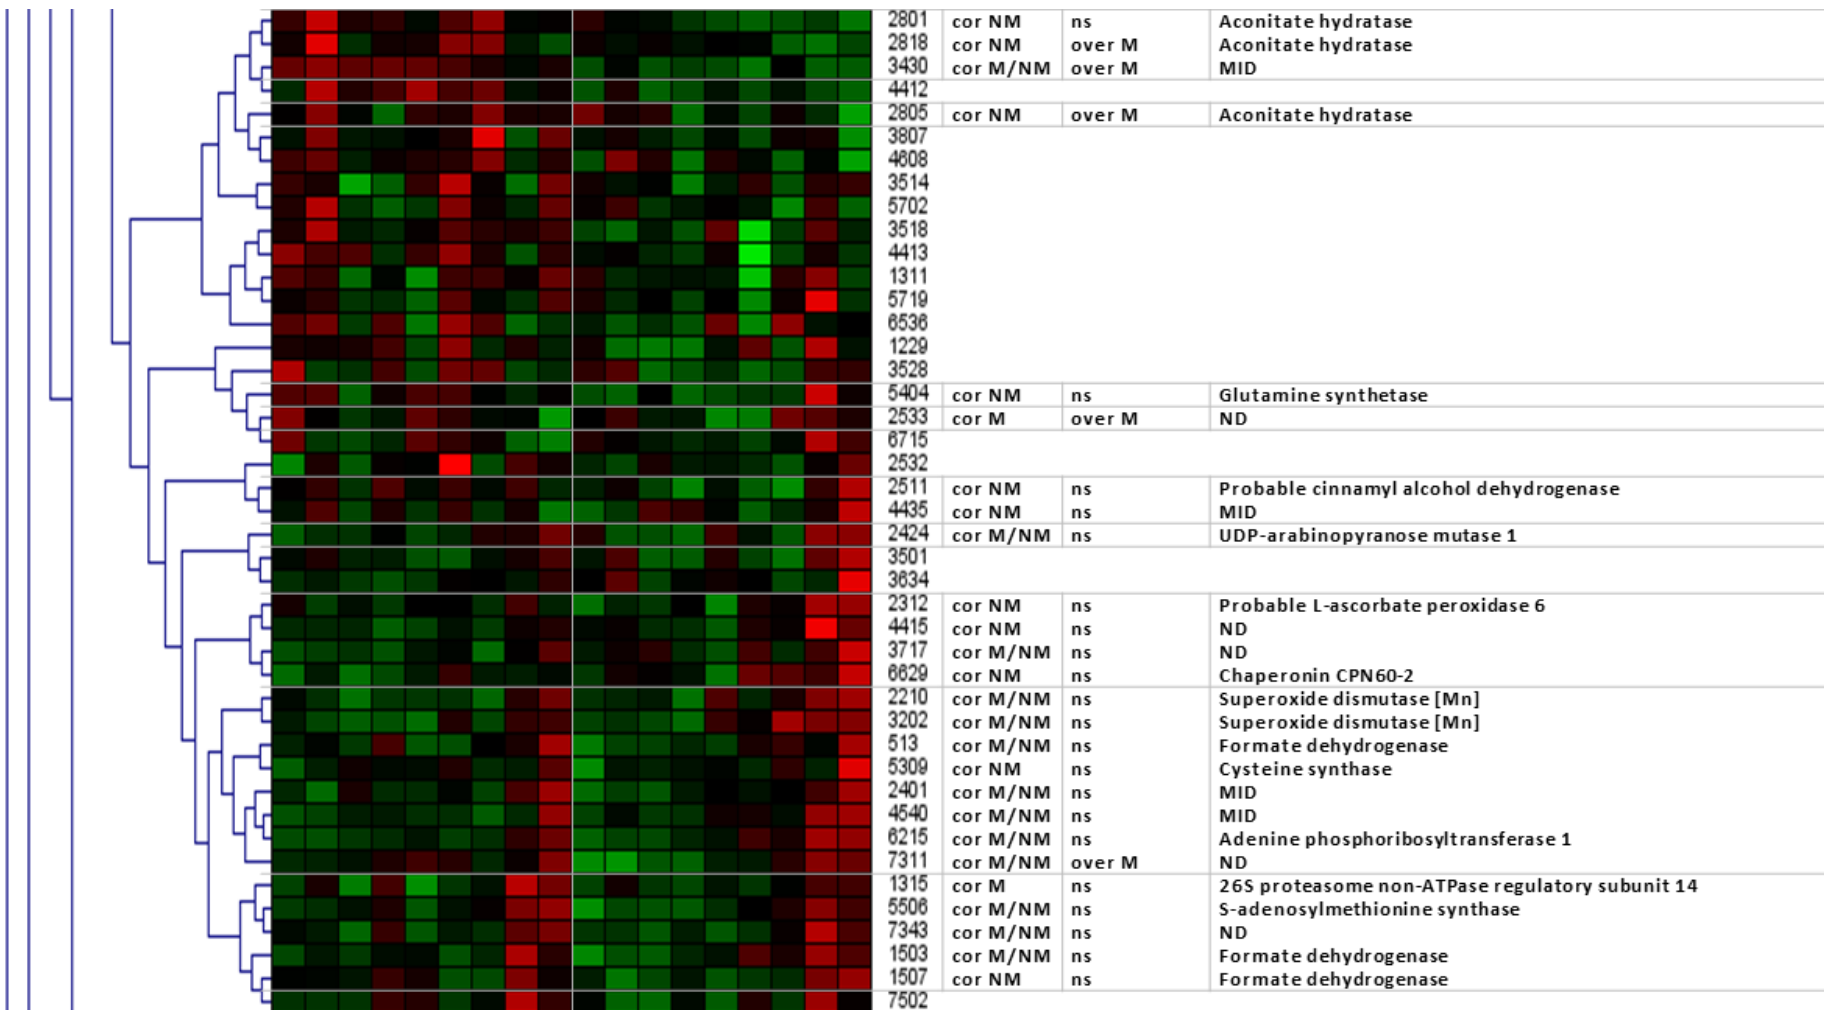 2801 cor NM ns Aconitate hydratase
2818 cor NM over M Aconitate hydratase
3430 cor M/NM over M MID
4412
2805 cor NM over M Aconitate hydratase
3807
4608
3514
5702
3518
4413
1311
5719
6536
1229
3528
5404 cor NM ns Glutamine synthetase
2533 cor M over M ND
6715
2532
2511 cor NM ns Probable cinnamyl alcohol dehydrogenase
4435 cor NM ns MID
2424 cor M/NM ns UDP-arabinopyranose mutase 1
3501
3634
2312 cor NM ns Probable L-ascorbate peroxidase 6
4415 cor NM ns ND
3717 cor M/NM ns ND
6629 cor NM ns Chaperonin CPN60-2
2210 cor M/NM ns Superoxide dismutase [Mn]
3202 cor M/NM ns Superoxide dismutase [Mn]
513 cor M/NM ns Formate dehydrogenase
5309 cor NM ns Cysteine synthase
2401 cor M/NM ns MID
4540 cor M/NM ns MID
6215 cor M/NM ns Adenine phosphoribosyltransferase 1
7311 cor M/NM over M ND
1315 cor M ns 26S proteasome non-ATPase regulatory subunit 14
5506 cor M/NM ns S-adenosylmethionine synthase
7343 cor M/NM ns ND
1503 cor M/NM ns Formate dehydrogenase
1507 cor NM ns Formate dehydrogenase
7502